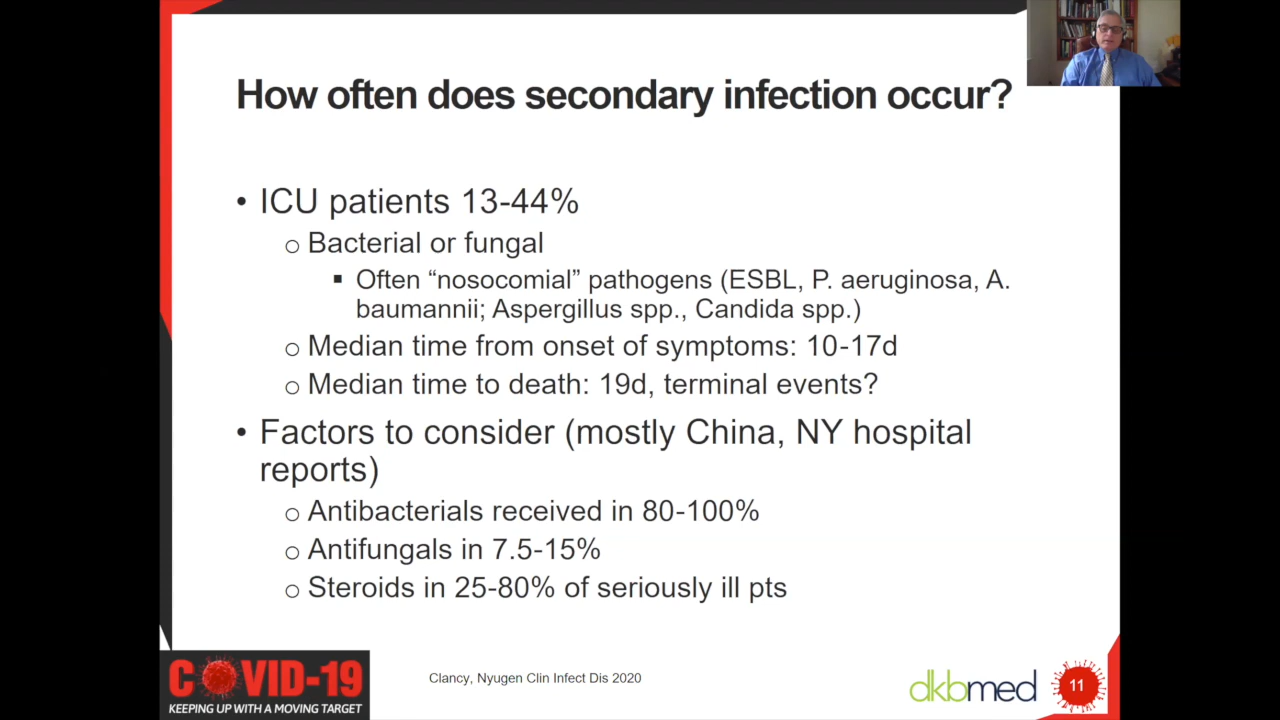 How often does secondary infection occur?
• ICU patients 13-44%
o Bacterial or fungal
▪ Often “nosocomial” pathogens (ESBL, P. aeruginosa, A.
baumannii; Aspergillus spp., Candida spp.)
o Median time from onset of symptoms: 10-17d
o Median time to death: 19d, terminal events?
• Factors to consider (mostly China, NY hospital
reports)
o Antibacterials received in 80-100%
o Antifungals in 7.5-15%
o Steroids in 25-80% of seriously ill pts
COVID-19
KEEPING UP WITH A MOVING TARGET
Clancy, Nyugen Clin Infect Dis 2020
dkbmed
11